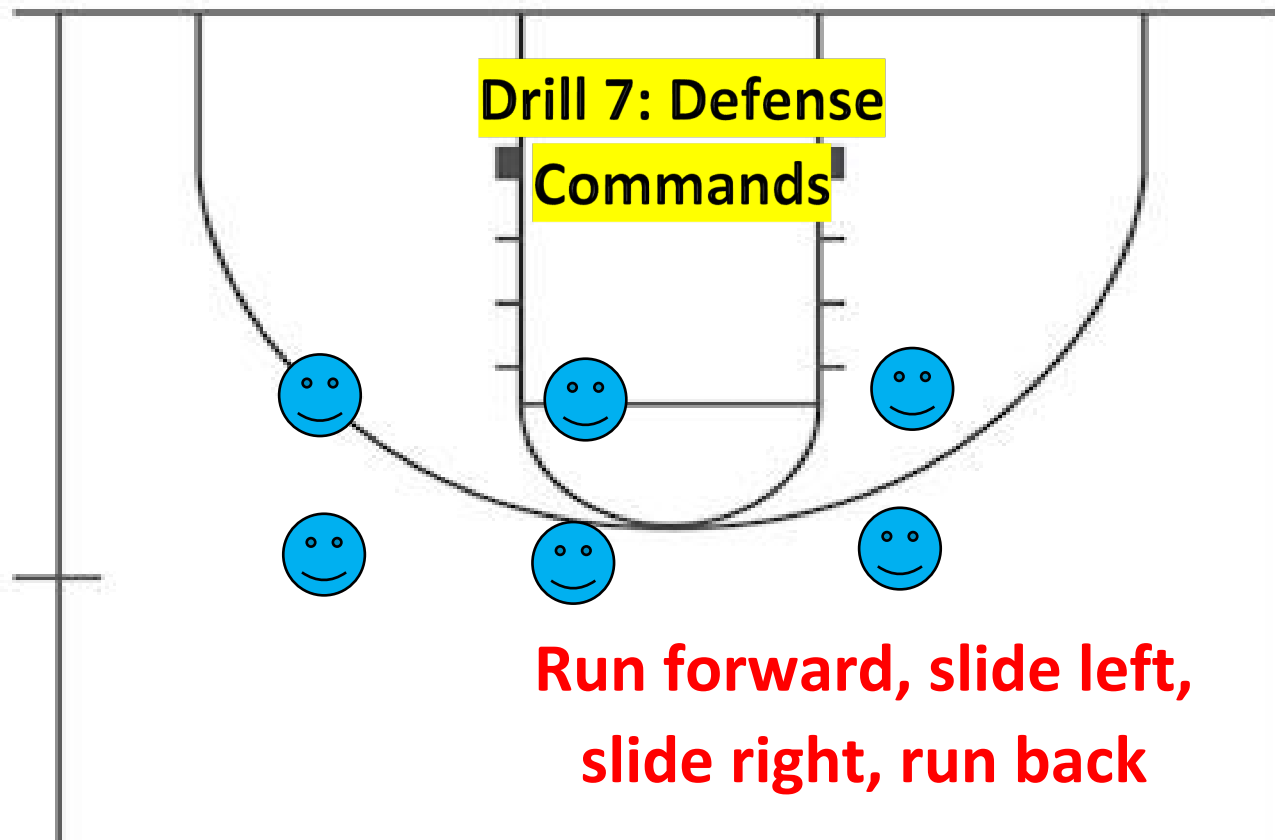 Drill 7: Defense
Commands
Run forward, slide left,
slide right, run back